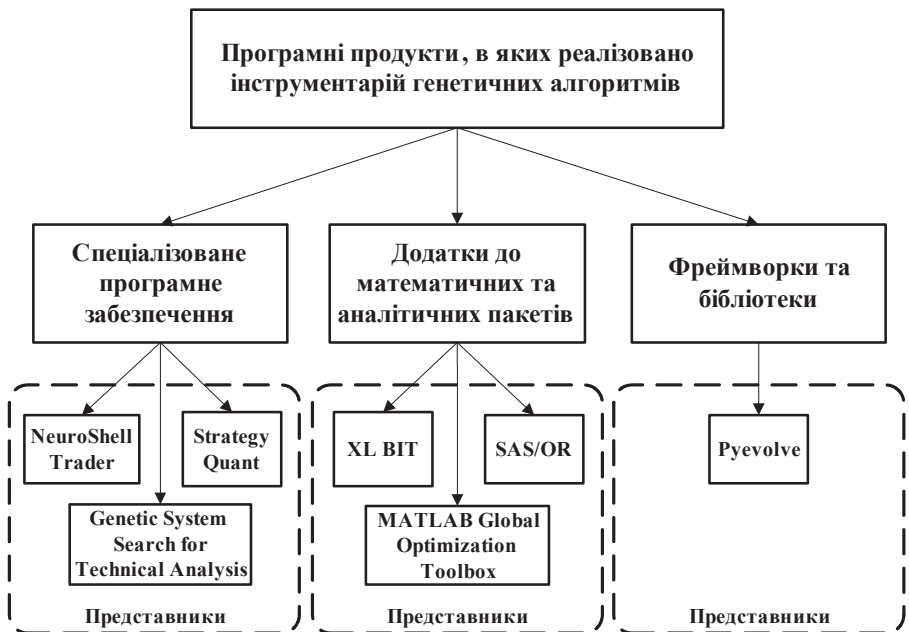 Програмні продукти, в яких реалізовано
інструментарій генетичних алгоритмів
Спеціалізоване
програмне
забезпечення
Додатки до
математичних та
аналітичних пакетів
Фреймворки та
бібліотеки
NeuroShell
Trader
Strategy
Quant
Genetic System
Search for
Technical Analysis
Представники
XL BIT
SAS/OR
MATLAB Global
Optimization
Toolbox
Представники
Pyevolve
Представники